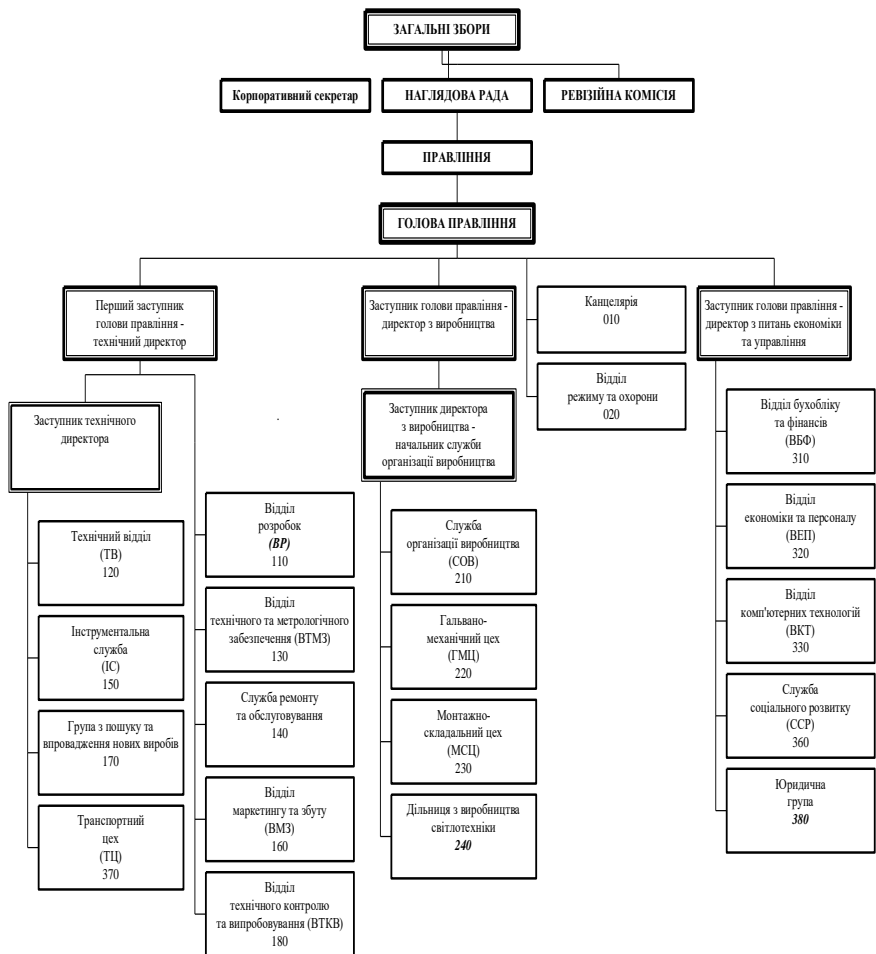 ЗАГАЛЬНІ ЗБОРИ
Корпоративний секретар
НАГЛЯДОВА РАДА
РЕВІЗІЙНА КОМІСІЯ
ПРАВЛІННЯ
ГОЛОВА ПРАВЛІННЯ
Перший заступник
голови правління -
технічний директор
Заступник голови правління -
директор з виробництва
Канцелярія
010
Заступник голови правління -
директор з питань економіки
та управління
Відділ
режиму та охорони
020
Заступник технічного
директора
Заступник директора
з виробництва -
начальник служби
організації виробництва
Технічний відділ
(ТВ)
120
Інструментальна
служба
(ІС)
150
Група з пошуку та
впровадження нових виробів
170
Транспортний
цех
(ТЦ)
370
Відділ
розробок
(ВР)
110
Відділ
технічного та метрологічного
забезпечення (ВТМЗ)
130
Служба ремонту
та обслуговування
140
Відділ
маркетингу та збуту
(ВМЗ)
160
Відділ
технічного контролю
та випробовування (ВТКВ)
180
Служба
організації виробництва
(СОВ)
210
Гальвано-
механічний цех
(ГМЦ)
220
Монтажно-
складальний цех
(МСЦ)
230
Дільниця з виробництва
світлотехніки
240
Відділ бухобліку
та фінансів
(ВБФ)
310
Відділ
економіки та персоналу
(ВЕП)
320
Відділ
комп'ютерних технологій
(ВКТ)
330
Служба
соціального розвитку
(ССР)
360
Юридична
група
380